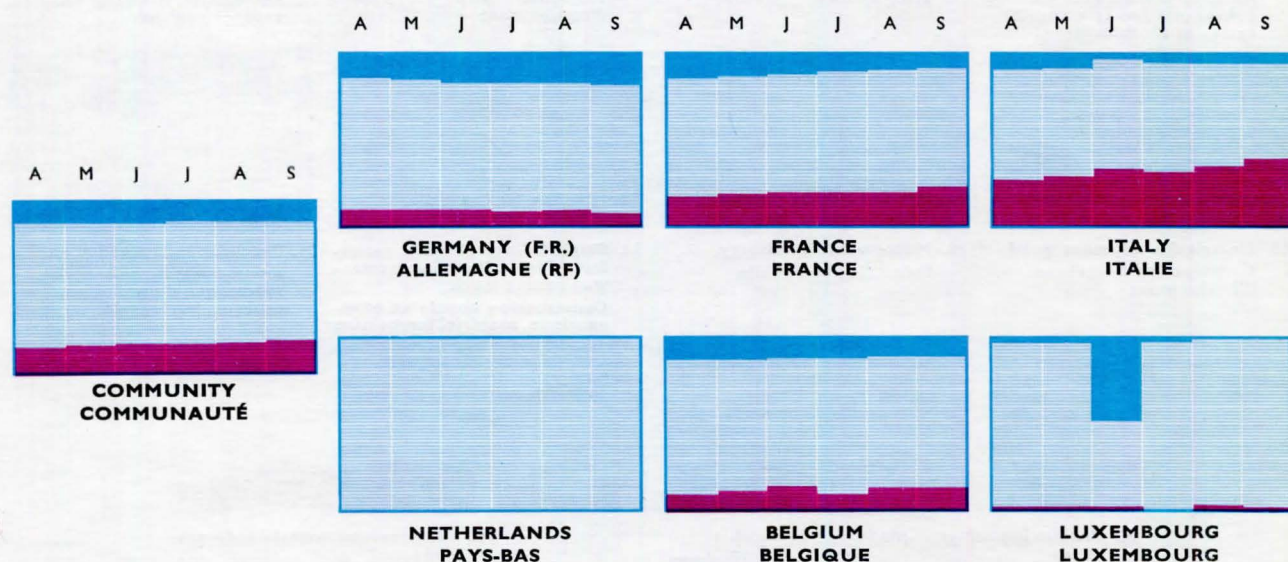 A M J J A S
A M J J A S
A M J J A S
A M J J A S
GERMANY (F.R.)
ALLEMAGNE (RF)
FRANCE
FRANCE
ITALY
ITALIE
COMMUNITY
COMMUNAUTÉ
NETHERLANDS
PAYS-BAS
BELGIUM
BELGIQUE
LUXEMBOURG
LUXEMBOURG